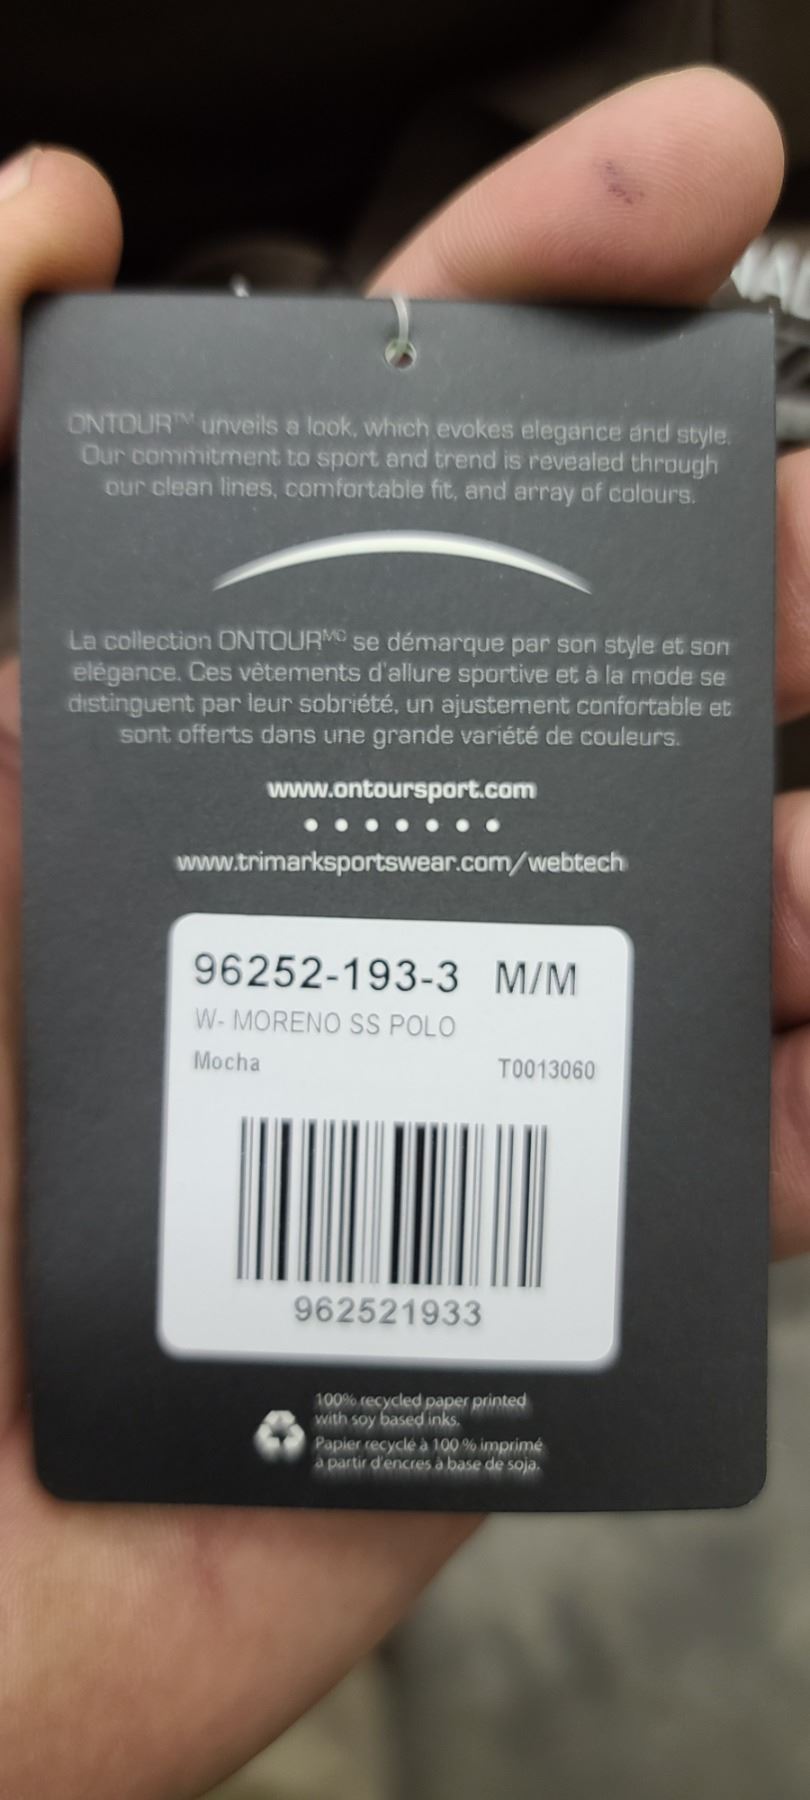 ONTOUR™ unveils a look, which evokes elegance and style.
Our commitment to sport and trend is revealed through
our clean lines, comfortable fit, and array of colours.
La collection ONTOURᴹᶜ se démarque par son style et son
élégance. Ces vêtements d'allure sportive et à la mode se
distinguent par leur sobriété, un ajustement confortable et
sont offerts dans une grande variété de couleurs.
www.ontoursport.com
www.trimarksportswear.com/webtech
96252-193-3 M/M
W- MORENO SS POLO
Mocha T0013060
962521933
100% recycled paper printed
with soy based inks.
Papier recyclé à 100 % imprimé
à partir d'encres à base de soja.